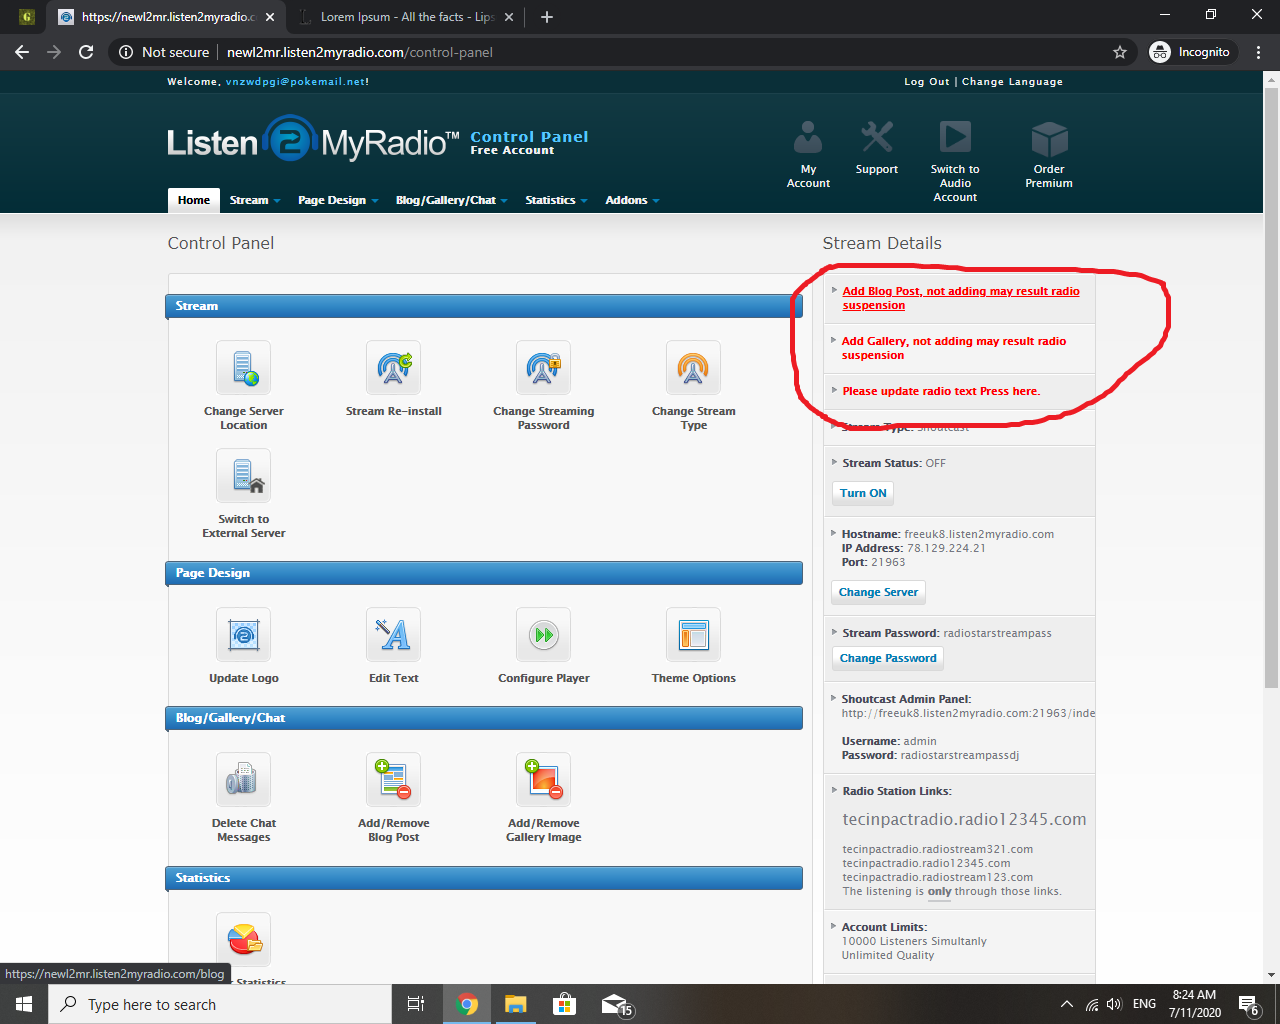 https://newl2mr.listen2myradio.c
Lorem Ipsum - All the facts - Lips
Not secure
newl2mr.listen2myradio.com/control-panel
Incognito
Welcome, vnzwdpgi@pokemail.net!
Log Out | Change Language
Listen 2 MyRadio™
Control Panel
Free Account
My
Account
Support
Switch to
Audio
Account
Order
Premium
Home
Stream
Page Design
Blog/Gallery/Chat
Statistics
Addons
Control Panel
Stream
Change Server
Location
Stream Re-install
Change Streaming
Password
Change Stream
Type
Switch to
External Server
Page Design
Update Logo
Edit Text
Configure Player
Theme Options
Blog/Gallery/Chat
Delete Chat
Messages
Add/Remove
Blog Post
Add/Remove
Gallery Image
Statistics
Statistics
Stream Details
Add Blog Post, not adding may result radio
suspension
Add Gallery, not adding may result radio
suspension
Please update radio text Press here.
Stream Type: Shoutcast
Stream Status: OFF
Turn ON
Hostname: freeuk8.listen2myradio.com
IP Address: 78.129.224.21
Port: 21963
Change Server
Stream Password: radiostarstreampass
Change Password
Shoutcast Admin Panel:
http://freeuk8.listen2myradio.com:21963/inde
Username: admin
Password: radiostarstreampassdj
Radio Station Links:
tecinpactradio.radio12345.com
tecinpactradio.radiostream321.com
tecinpactradio.radio12345.com
tecinpactradio.radiostream123.com
The listening is only through those links.
Account Limits:
10000 Listeners Simultanly
Unlimited Quality
https://newl2mr.listen2myradio.com/blog
Type here to search
15
ENG
8:24 AM
7/11/2020
6